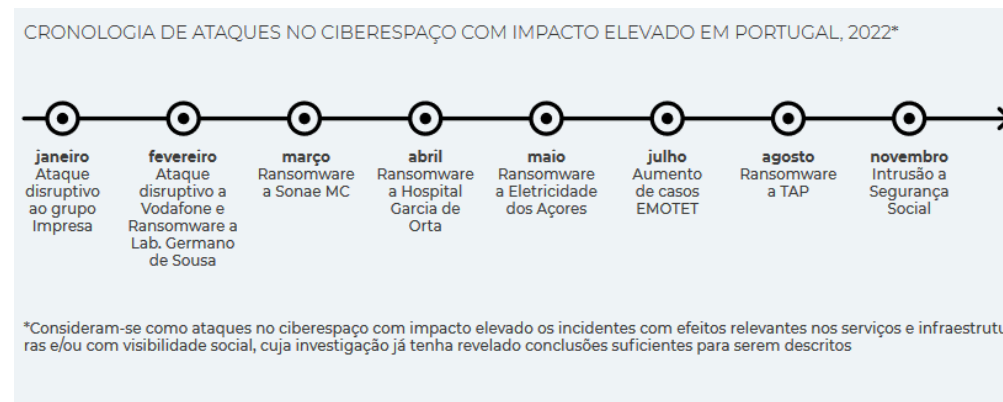 CRONOLOGIA DE ATAQUES NO CIBERESPAÇO COM IMPACTO ELEVADO EM PORTUGAL, 2022*
janeiro
Ataque
disruptivo
ao grupo
Impresa
fevereiro
Ataque
disruptivo a
Vodafone e
Ransomware a
Lab. Germano
de Sousa
março
Ransomware
a Sonae MC
abril
Ransomware
a Hospital
Garcia de
Orta
maio
Ransomware
a Eletricidade
dos Açores
julho
Aumento
de casos
EMOTET
agosto
Ransomware
a TAP
novembro
Intrusão a
Segurança
Social
*Consideram-se como ataques no ciberespaço com impacto elevado os incidentes com efeitos relevantes nos serviços e infraestrutu
ras e/ou com visibilidade social, cuja investigação já tenha revelado conclusões suficientes para serem descritos